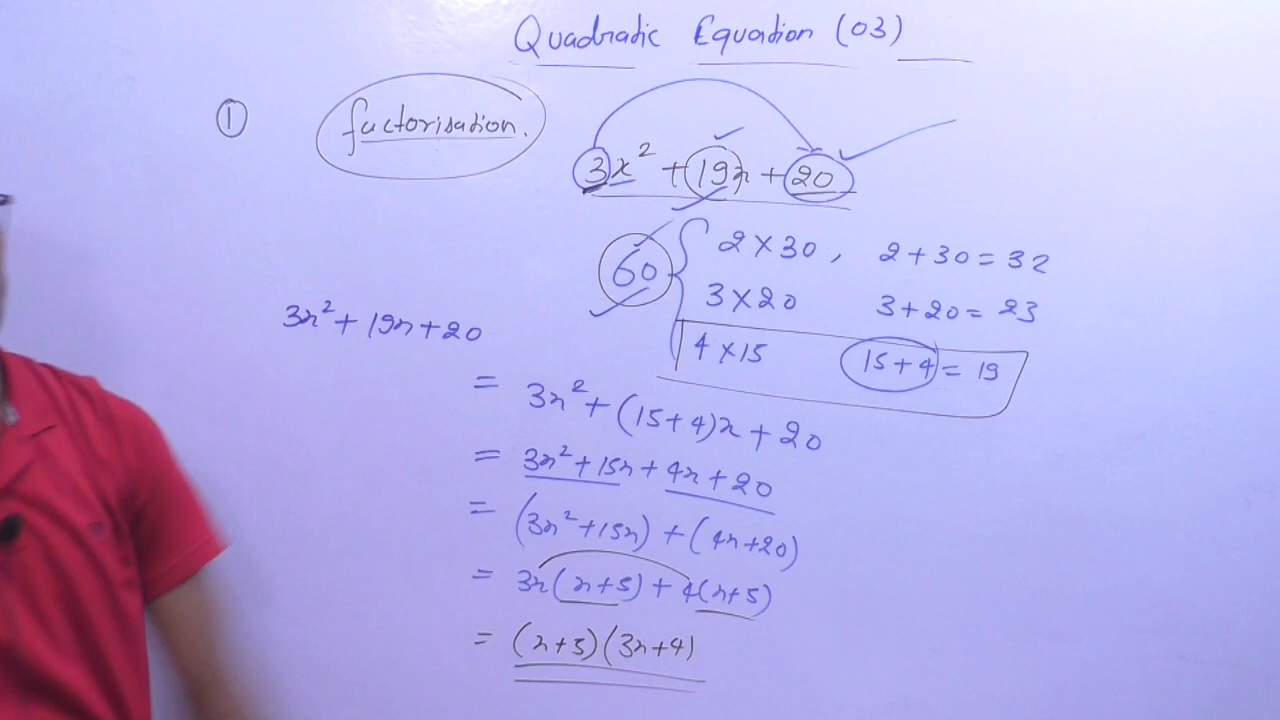 Quadratic Equation (03)
① factorisation.
3x² + 19x + 20
60 { 2 × 30 , 2 + 30 = 32
3 × 20 3 + 20 = 23
4 × 15 15 + 4 = 19
3x² + 19x + 20
= 3x² + (15 + 4)x + 20
= 3x² + 15x + 4x + 20
= (3x² + 15x) + (4x + 20)
= 3x(x + 5) + 4(x + 5)
= (x + 5)(3x + 4)